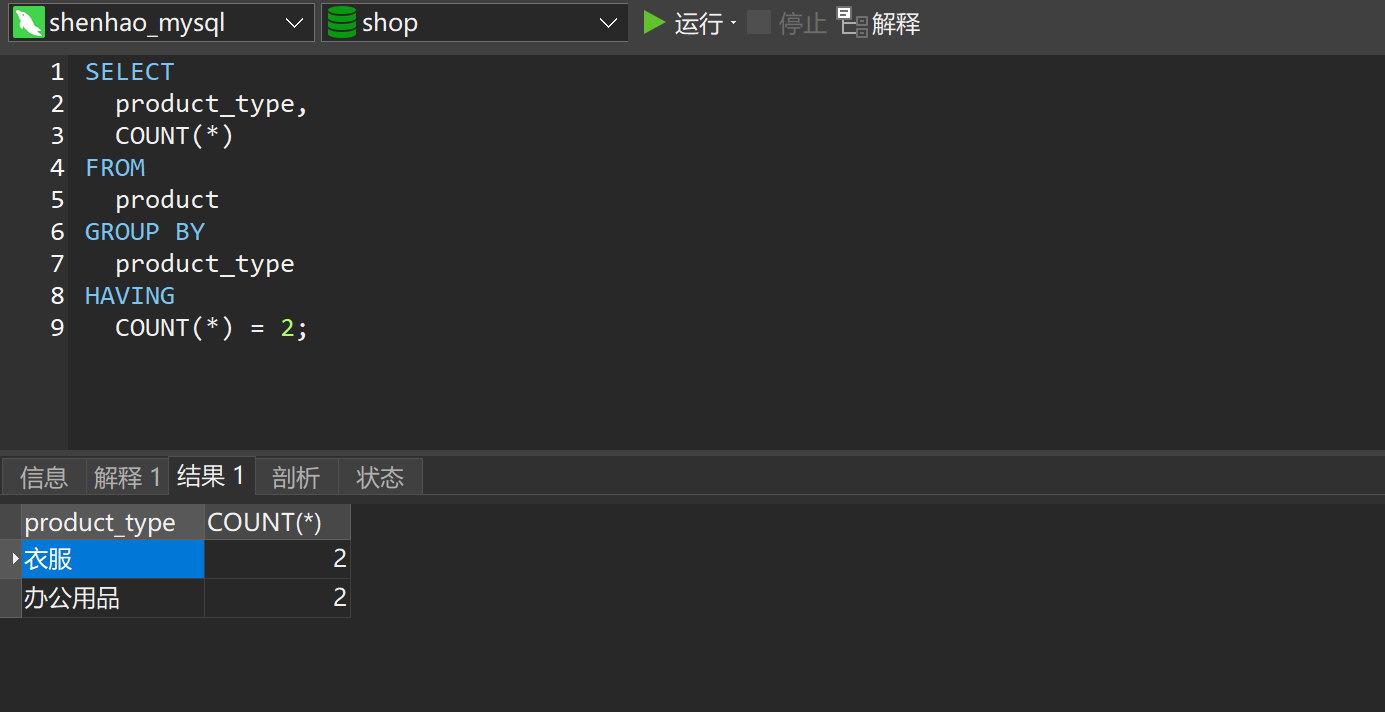 shenhao_mysql shop 运行 停止 解释
1 SELECT
2 product_type,
3 COUNT(*)
4 FROM
5 product
6 GROUP BY
7 product_type
8 HAVING
9 COUNT(*) = 2;
信息 解释 1 结果 1 剖析 状态
product_type COUNT(*)
衣服 2
办公用品 2